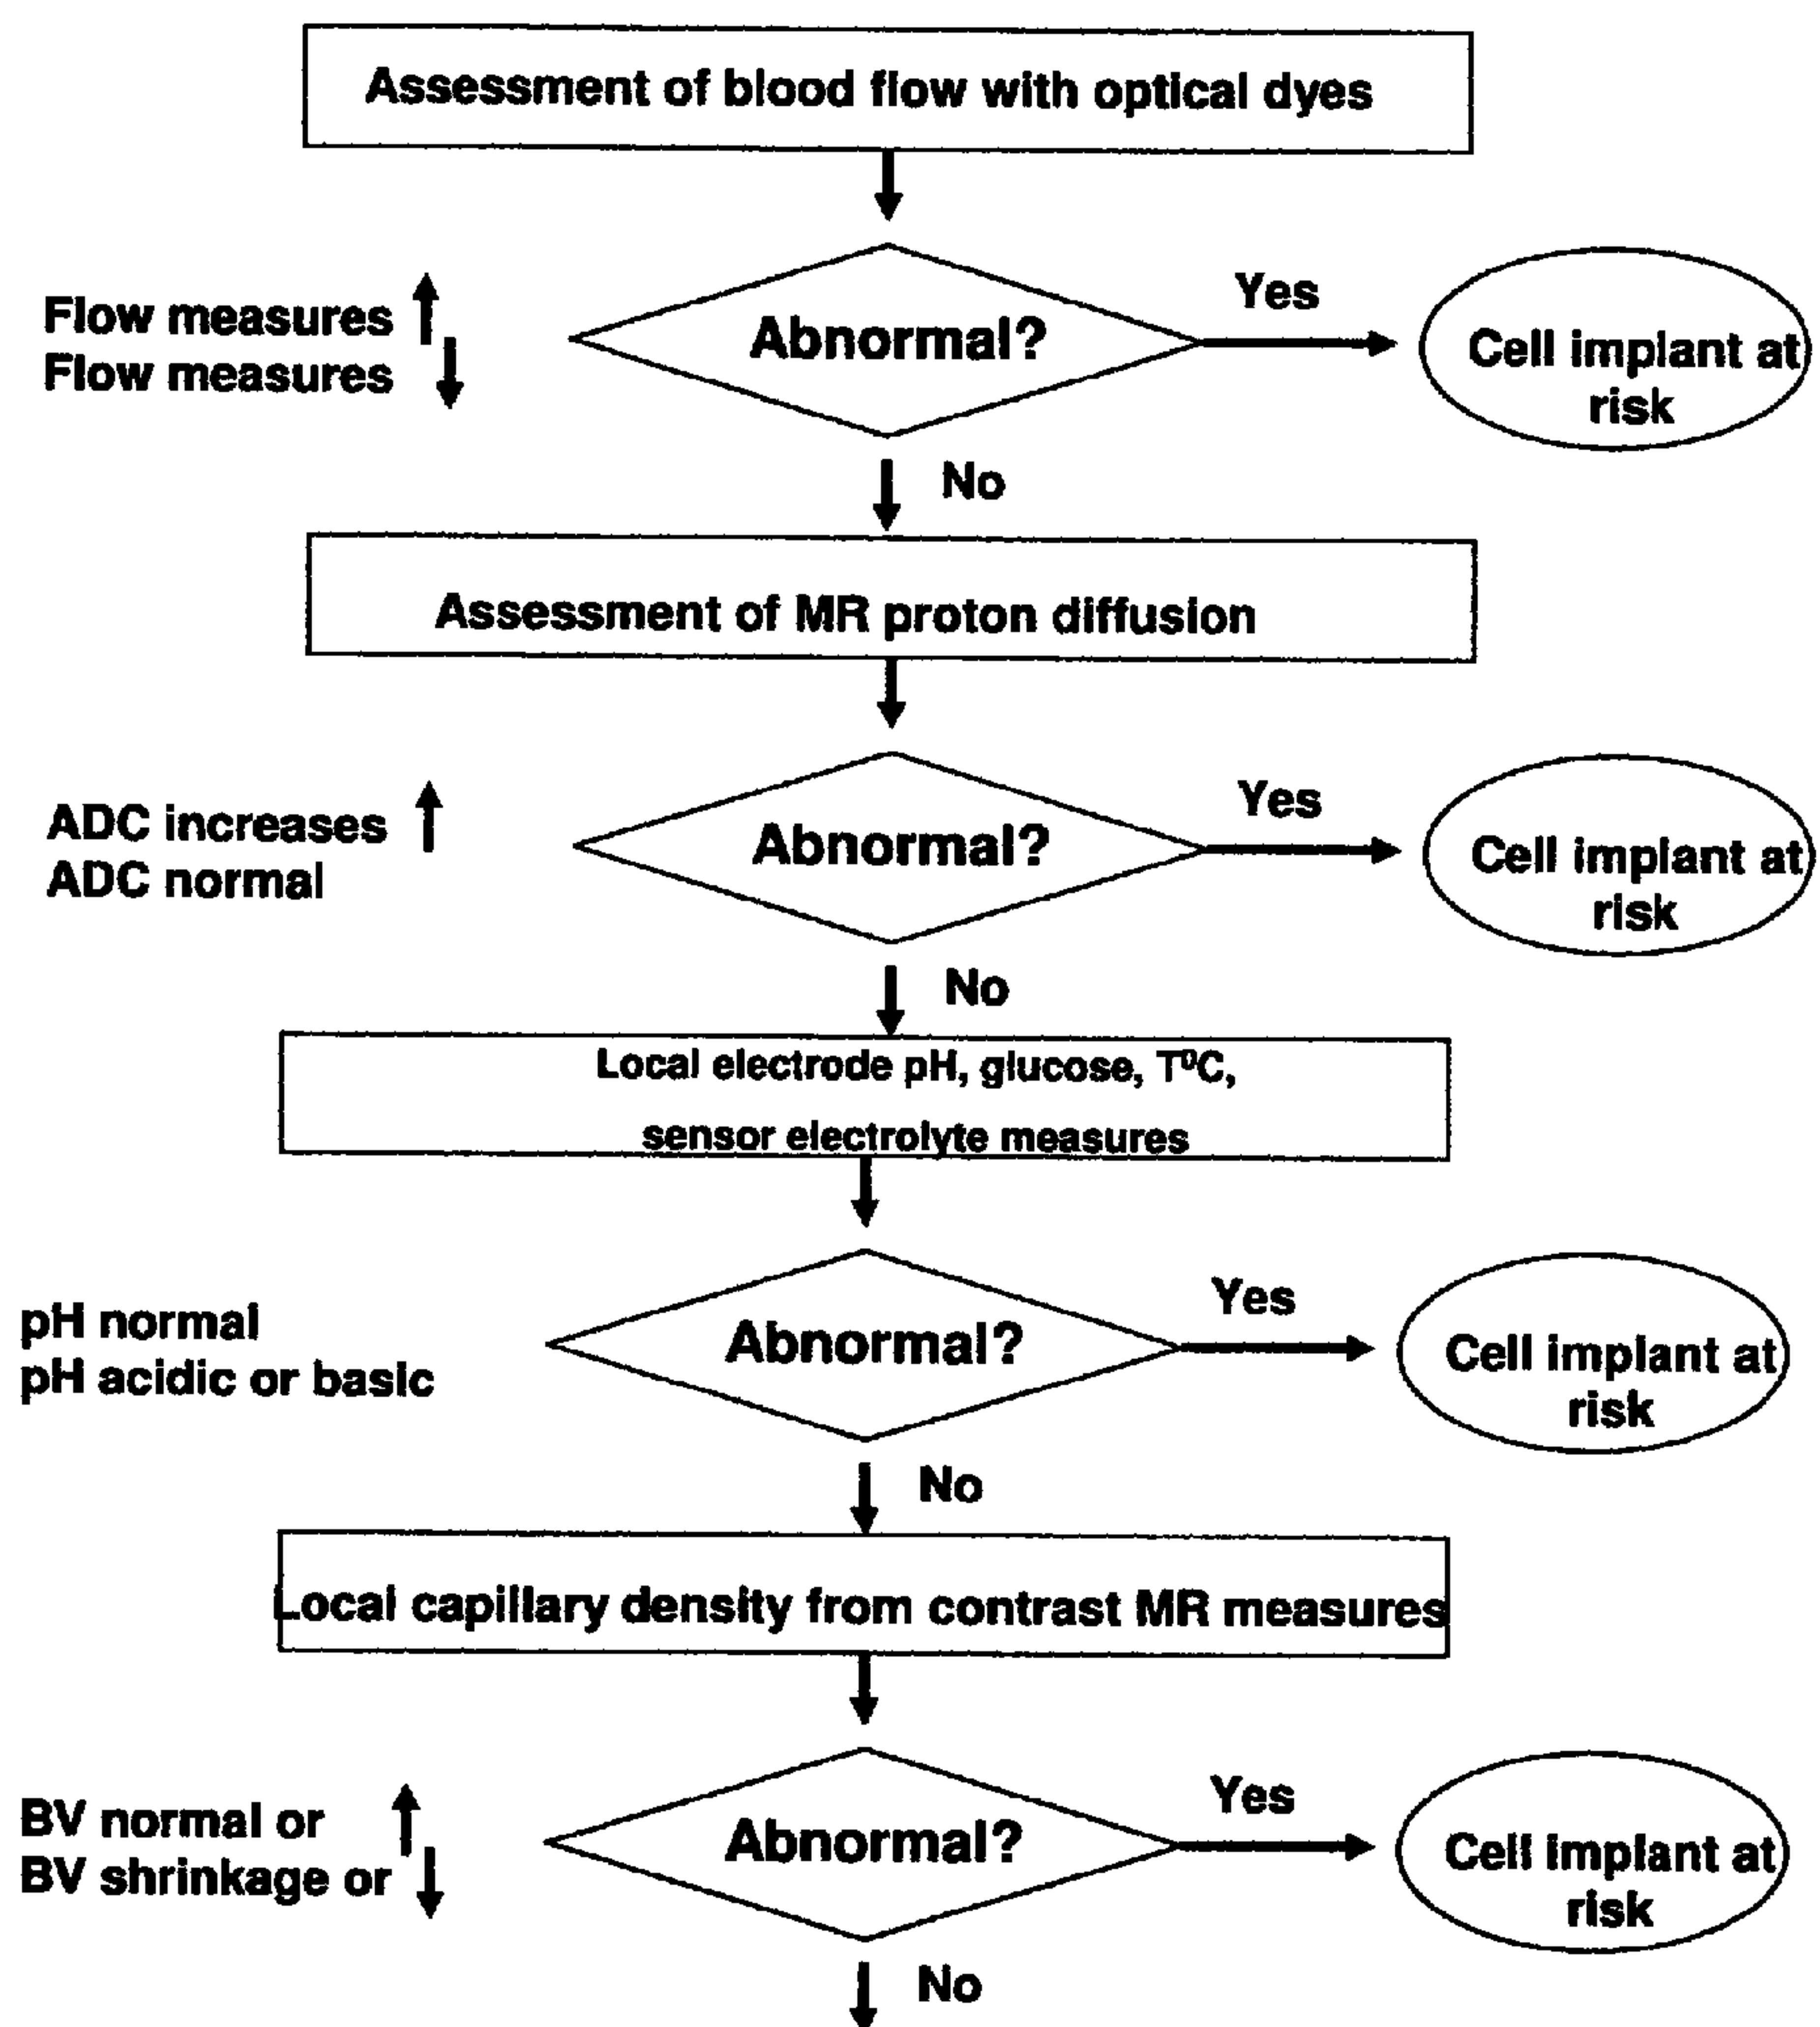 Assessment of blood flow with optical dyes
Flow measures ↑
Flow measures ↓
Abnormal?
Yes
Cell implant at
risk
No
Assessment of MR proton diffusion
ADC increases ↑
ADC normal
Abnormal?
Yes
Cell implant at
risk
No
Local electrode pH, glucose, T⁰C,
sensor electrolyte measures
pH normal
pH acidic or basic
Abnormal?
Yes
Cell implant at
risk
No
Local capillary density from contrast MR measures
BV normal or ↑
BV shrinkage or ↓
Abnormal?
Yes
Cell implant at
risk
No